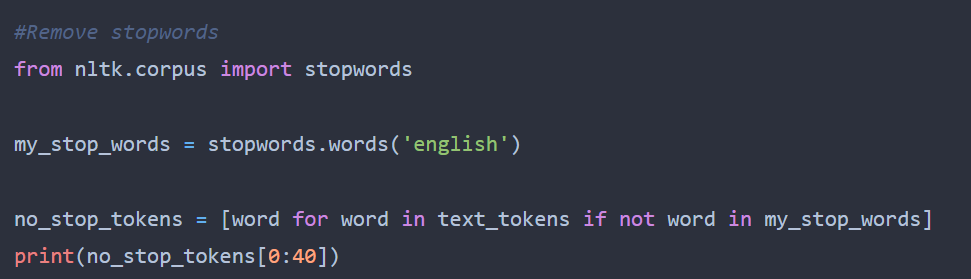 #Remove stopwords
from nltk.corpus import stopwords
my_stop_words = stopwords.words('english')
no_stop_tokens = [word for word in text_tokens if not word in my_stop_words]
print(no_stop_tokens[0:40])